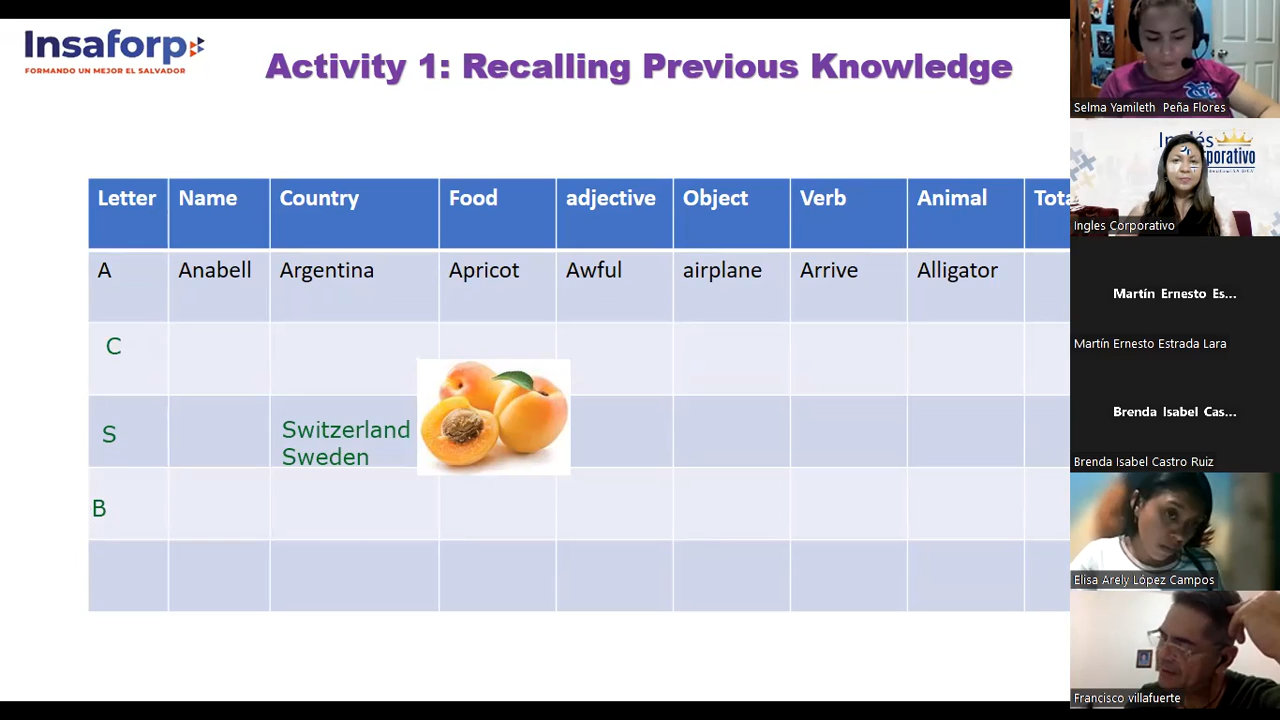 Insaforp
FORMANDO UN MEJOR EL SALVADOR
Activity 1: Recalling Previous Knowledge
Letter Name Country Food adjective Object Verb Animal Tota
A Anabell Argentina Apricot Awful airplane Arrive Alligator
C
S Switzerland
Sweden
B
Selma Yamileth Peña Flores
Inglés
Corporativo
Ingles Corporativo
Martín Ernesto Es...
Martín Ernesto Estrada Lara
Brenda Isabel Cas...
Brenda Isabel Castro Ruiz
Elisa Arely López Campos
Francisco villafuerte